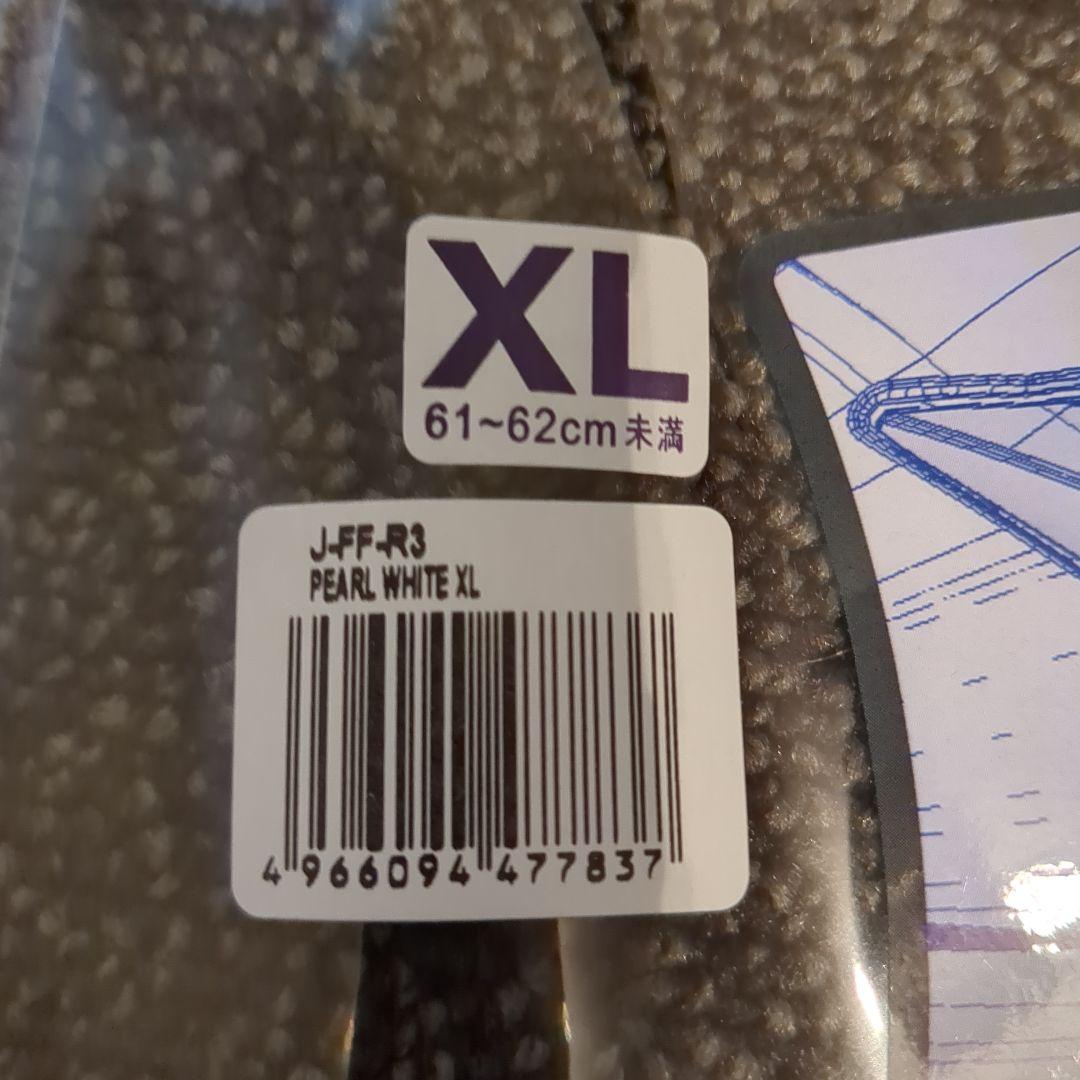 XL
61~62cm未満
J-FF-R3
PEARL WHITE XL
4 966094 477837